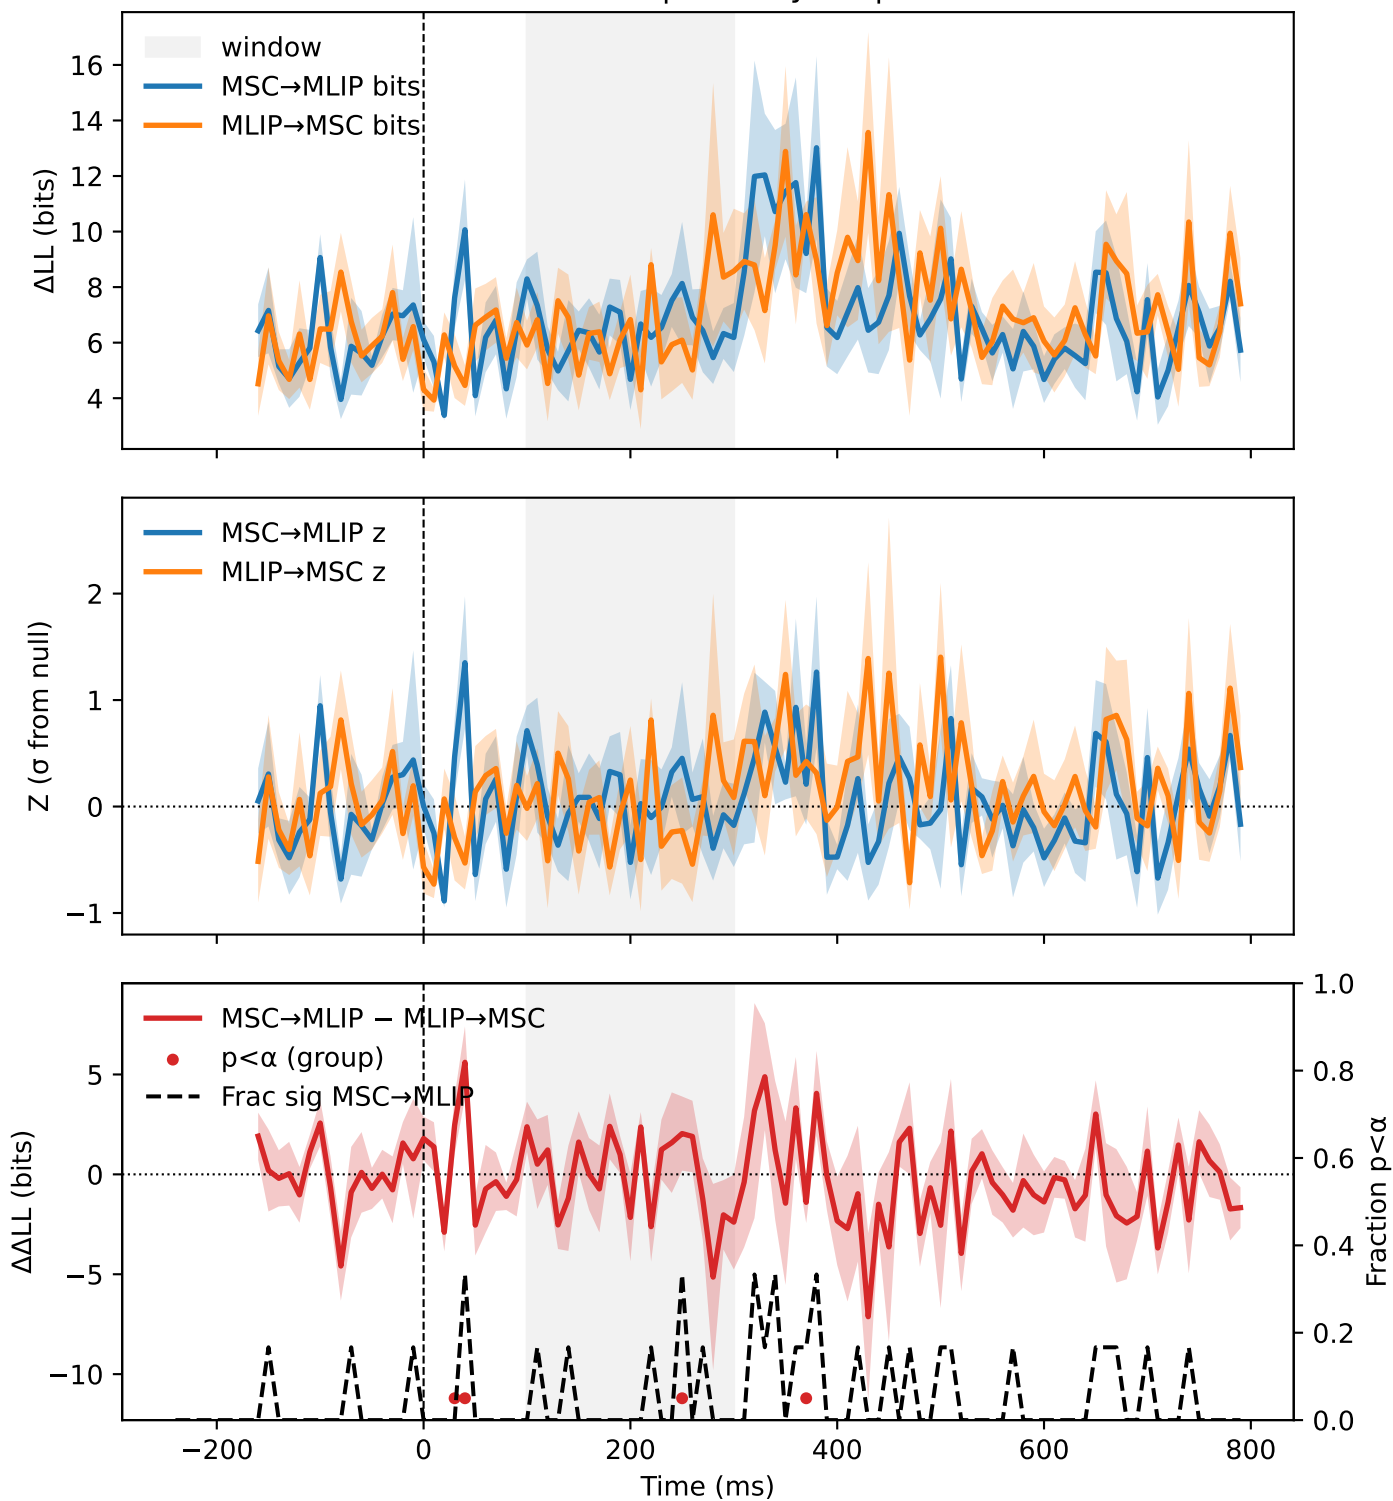 window
MSC→MLIP bits
MLIP→MSC bits
16
14
12
10
8
6
4
ΔLL (bits)
MSC→MLIP z
MLIP→MSC z
2
1
0
−1
Z (σ from null)
MSC→MLIP − MLIP→MSC
p<α (group)
Frac sig MSC→MLIP
5
0
−5
−10
ΔΔLL (bits)
1.0
0.8
0.6
0.4
0.2
0.0
Fraction p<α
−200 0 200 400 600 800
Time (ms)